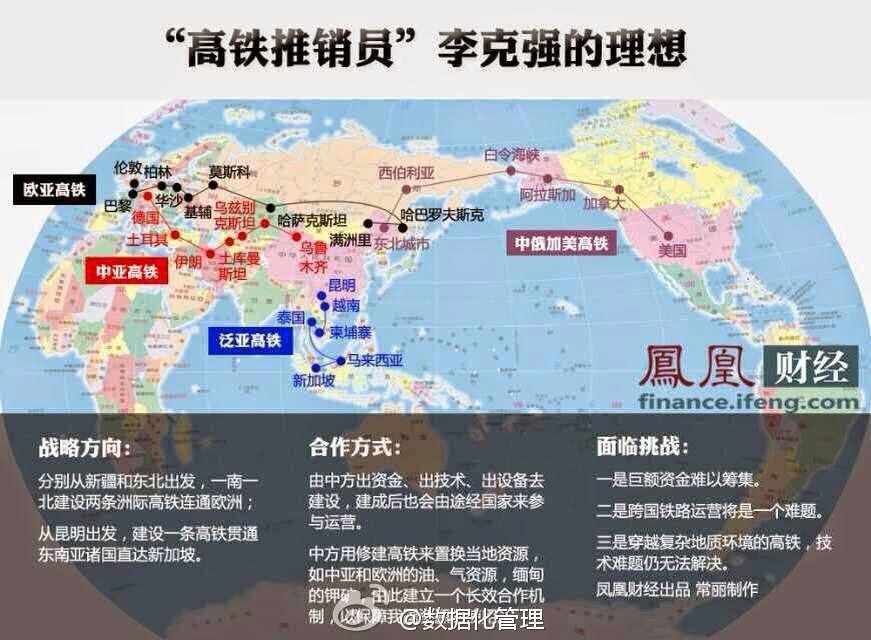 “高铁推销员”李克强的理想
伦敦
柏林
莫斯科
欧亚高铁
巴黎
华沙
基辅
德国
乌兹别
克斯坦
哈萨克斯坦
满洲里
哈巴罗夫斯克
东北城市
西伯利亚
白令海峡
阿拉斯加
加拿大
中俄加美高铁
美国
土耳其
中亚高铁
伊朗
土库曼
斯坦
乌鲁
木齐
中华人民共和国
昆明
越南
泰国
柬埔寨
泛亚高铁
马来西亚
新加坡
鳳凰 财经
finance.ifeng.com
战略方向：
分别从新疆和东北出发，一南一
北建设两条洲际高铁连通欧洲；
从昆明出发，建设一条高铁贯通
东南亚诸国直达新加坡。
合作方式：
由中方出资金、出技术、出设备去
建设，建成后也会由途经国家来参
与运营。
中方用修建高铁来置换当地资源，
如中亚和欧洲的油、气资源，缅甸
的钾矿，由此建立一个长效合作机
制，以保障我
面临挑战：
一是巨额资金难以筹集。
二是跨国铁路运营将是一个难题。
三是穿越复杂地质环境的高铁，技
术难题仍无法解决。
凤凰财经出品 常丽制作
@数据化管理